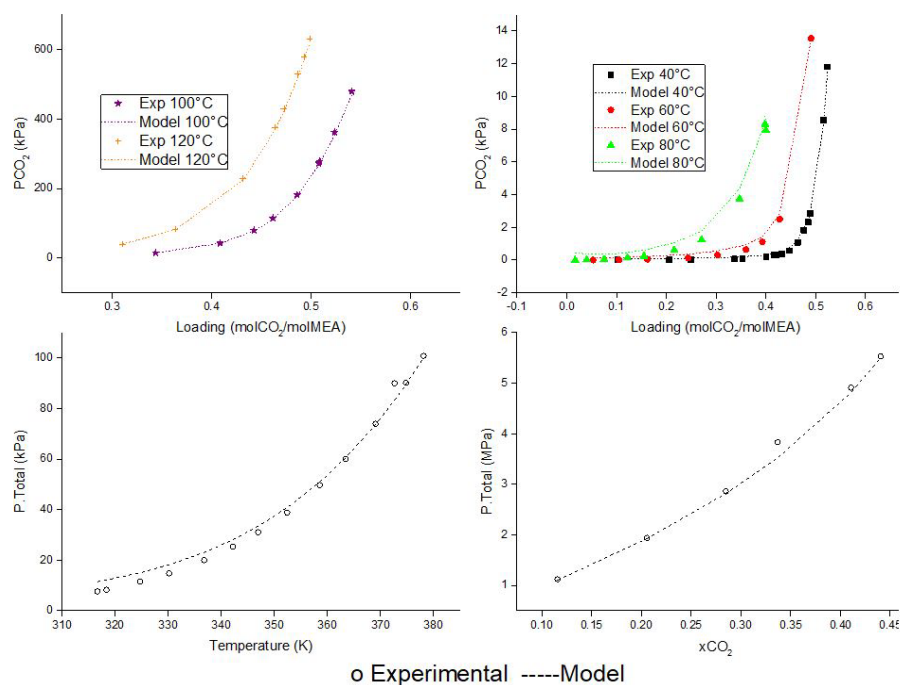 600
400
200
0
PCO₂ (kPa)
Exp 100°C
Model 100°C
Exp 120°C
Model 120°C
0.3 0.4 0.5 0.6
Loading (molCO₂/molMEA)
14
12
10
8
6
4
2
0
-2
PCO₂ (kPa)
Exp 40°C
Model 40°C
Exp 60°C
Model 60°C
Exp 80°C
Model 80°C
-0.1 0.0 0.1 0.2 0.3 0.4 0.5 0.6
Loading (molCO₂/molMEA)
100
80
60
40
20
0
P.Total (kPa)
310 320 330 340 350 360 370 380
Temperature (K)
6
5
4
3
2
1
P.Total (MPa)
0.10 0.15 0.20 0.25 0.30 0.35 0.40 0.45
xCO₂
o Experimental -----Model